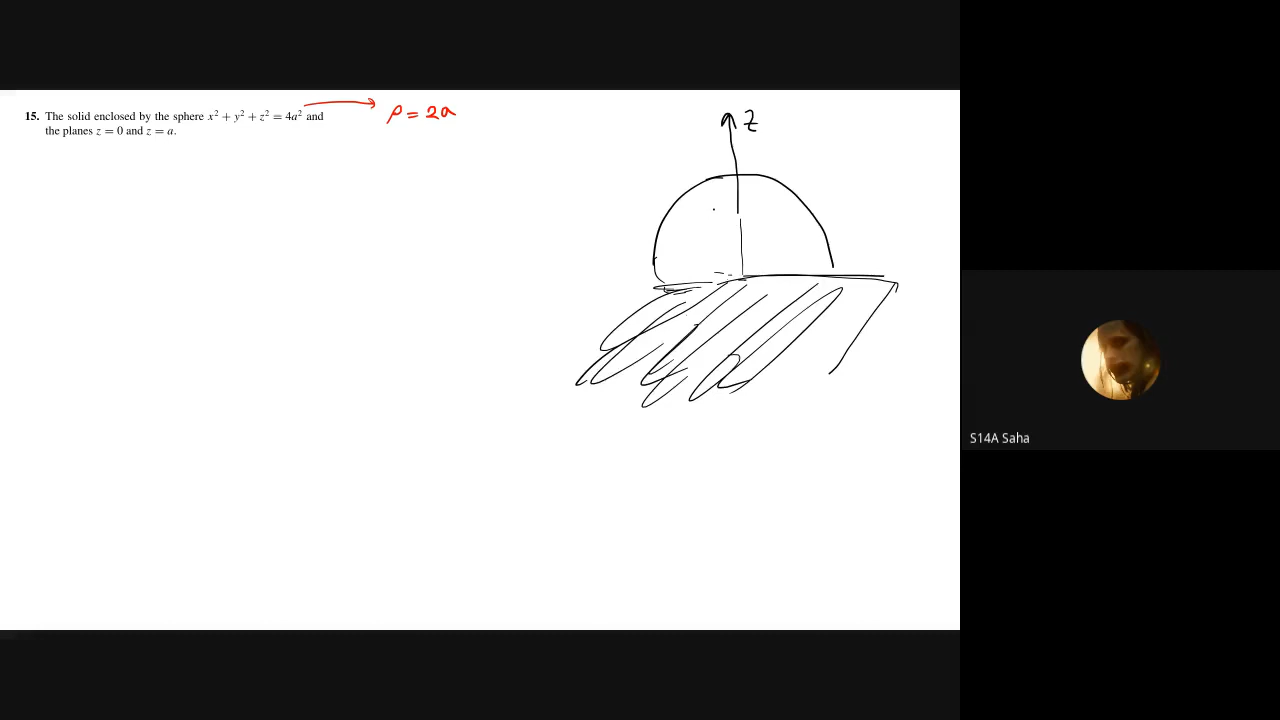 15. The solid enclosed by the sphere x² + y² + z² = 4a² and
the planes z = 0 and z = a.
ρ = 2a
z
S14A Saha